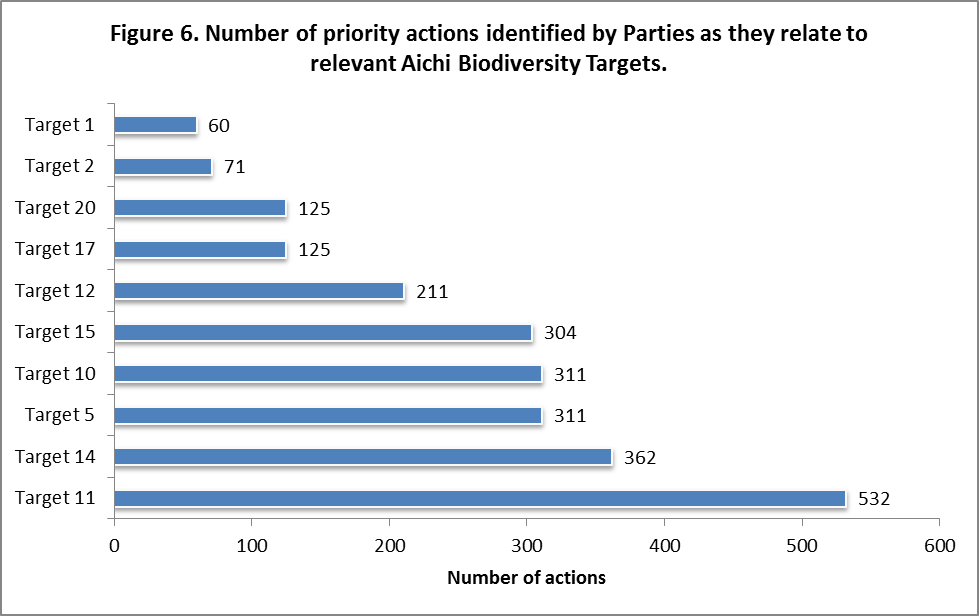 Figure 6. Number of priority actions identified by Parties as they relate to
relevant Aichi Biodiversity Targets.
Target 1 60
Target 2 71
Target 20 125
Target 17 125
Target 12 211
Target 15 304
Target 10 311
Target 5 311
Target 14 362
Target 11 532
0 100 200 300 400 500 600
Number of actions